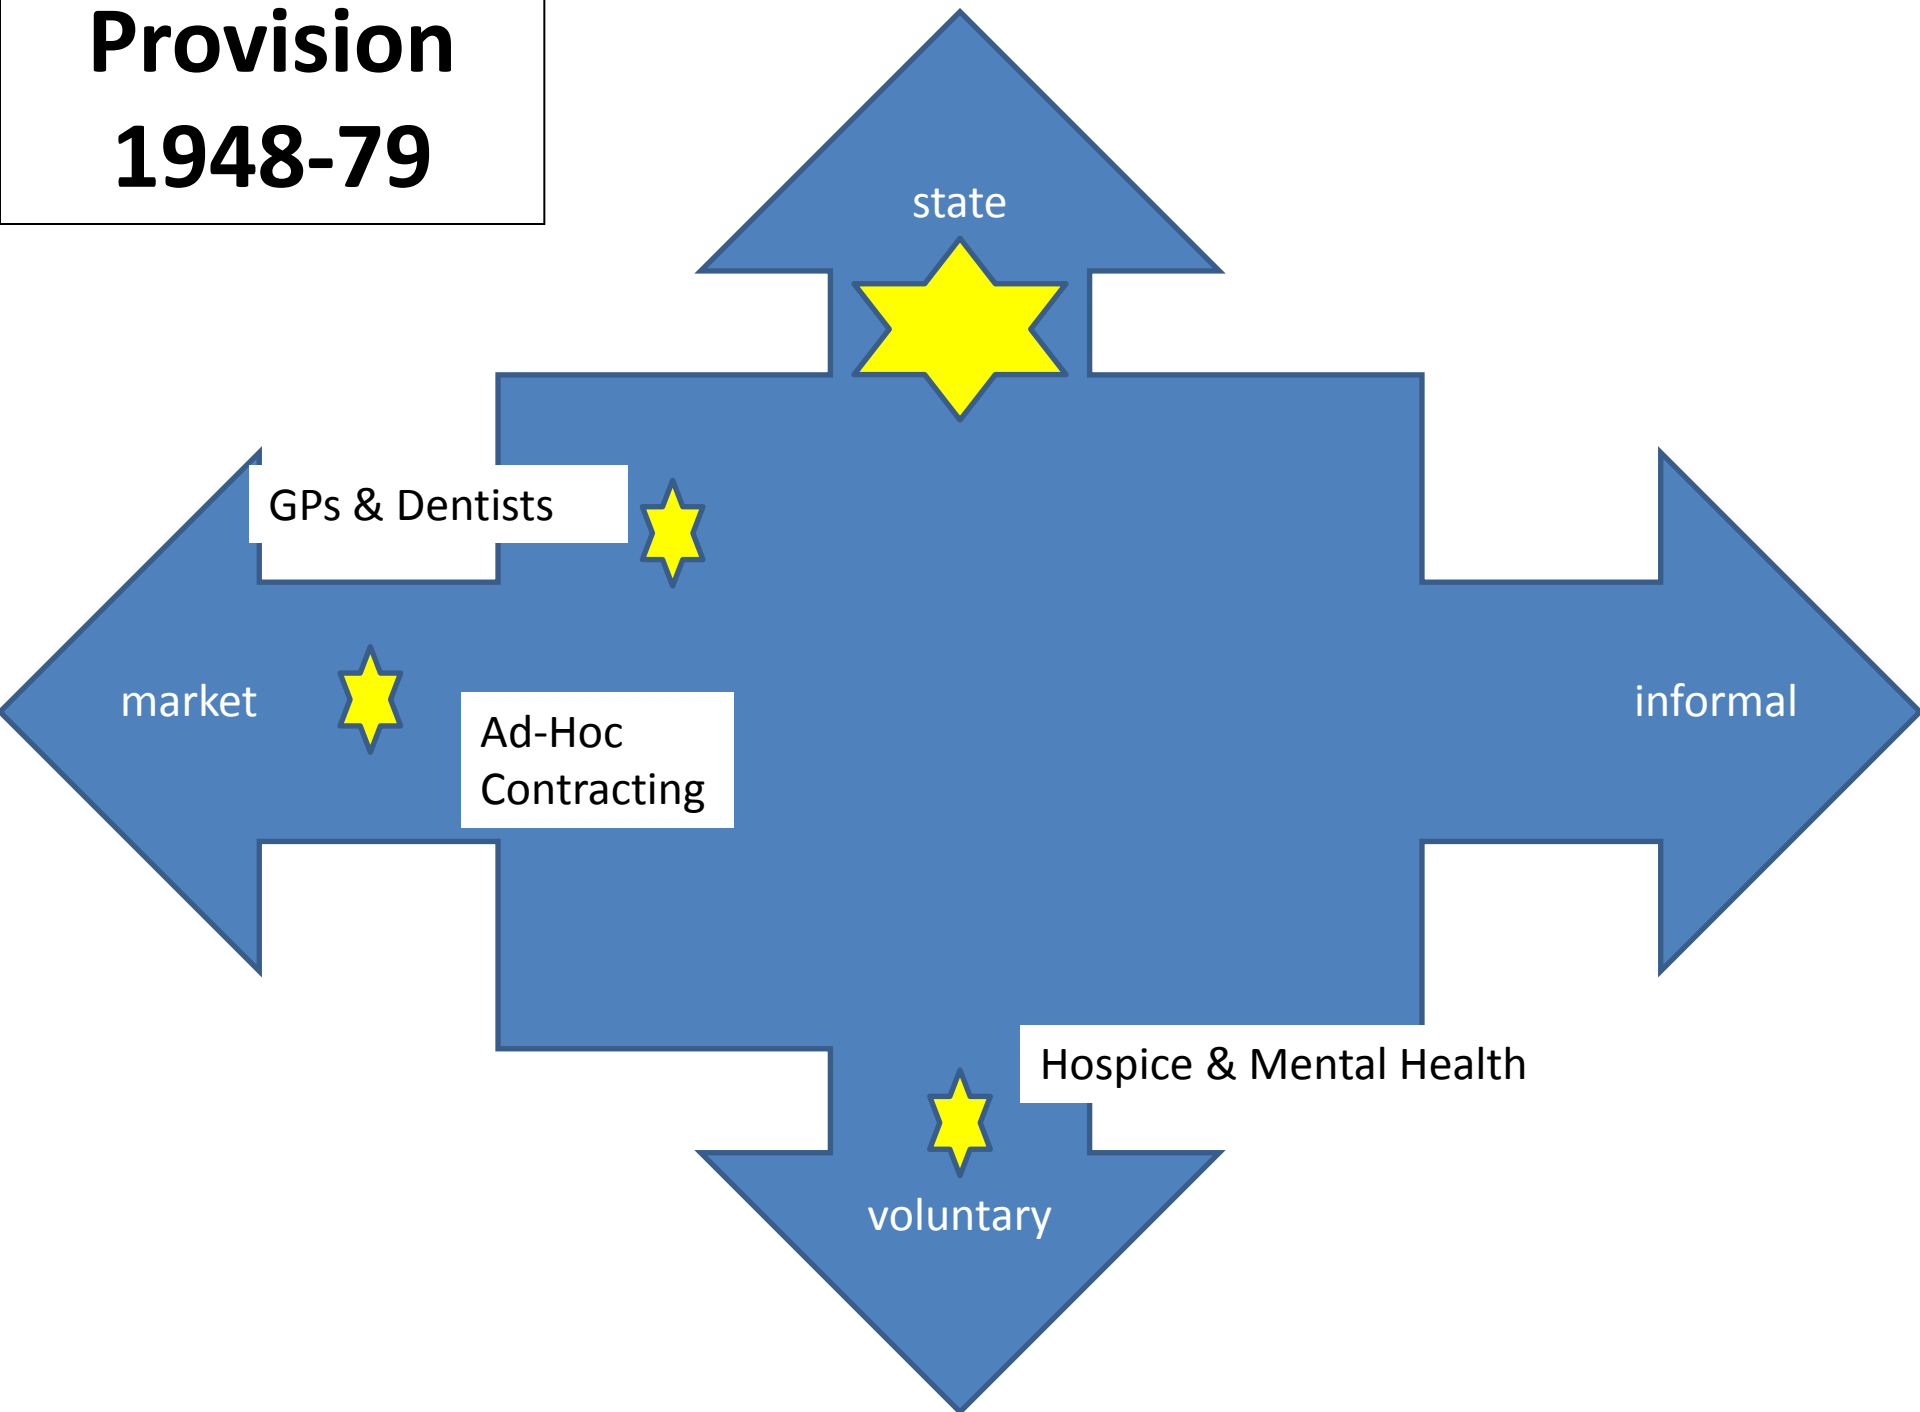 Provision
1948-79
state
GPs & Dentists
market
informal
Ad-Hoc
Contracting
Hospice & Mental Health
voluntary